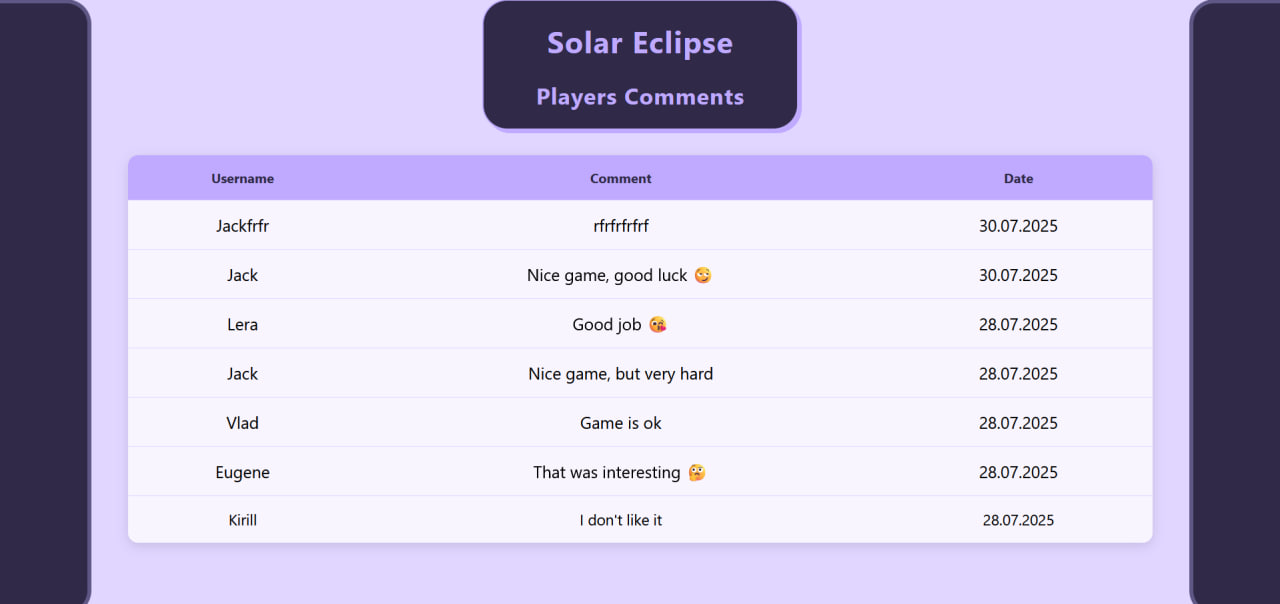 Solar Eclipse
Players Comments
Username Comment Date
Jackfrfr rfrfrfrfrf 30.07.2025
Jack Nice game, good luck 🤪 30.07.2025
Lera Good job 😘 28.07.2025
Jack Nice game, but very hard 28.07.2025
Vlad Game is ok 28.07.2025
Eugene That was interesting 🤔 28.07.2025
Kirill I don't like it 28.07.2025